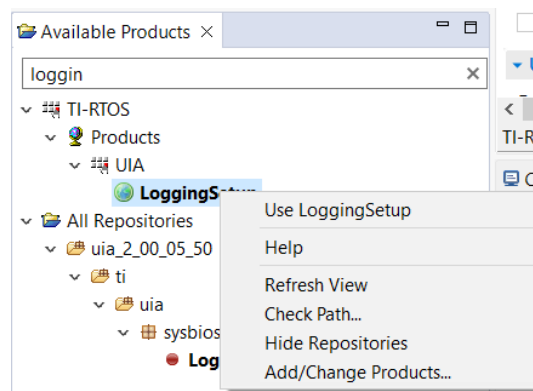 Available Products
loggin
TI-RTOS
Products
UIA
LoggingSetup
Use LoggingSetup
All Repositories
Help
uia_2_00_05_50
ti
Refresh View
uia
Check Path...
sysbios
Hide Repositories
Log
Add/Change Products...
TI-R